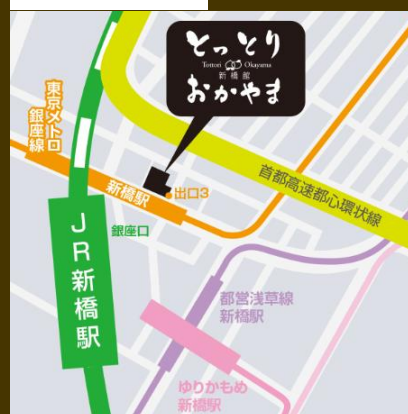 とっとり
Tottori Okayama
新橋館
おかやま
東京メトロ
銀座線
首都高速都心環状線
新橋駅
出口3
銀座口
JR新橋駅
都営浅草線
新橋駅
ゆりかもめ
新橋駅